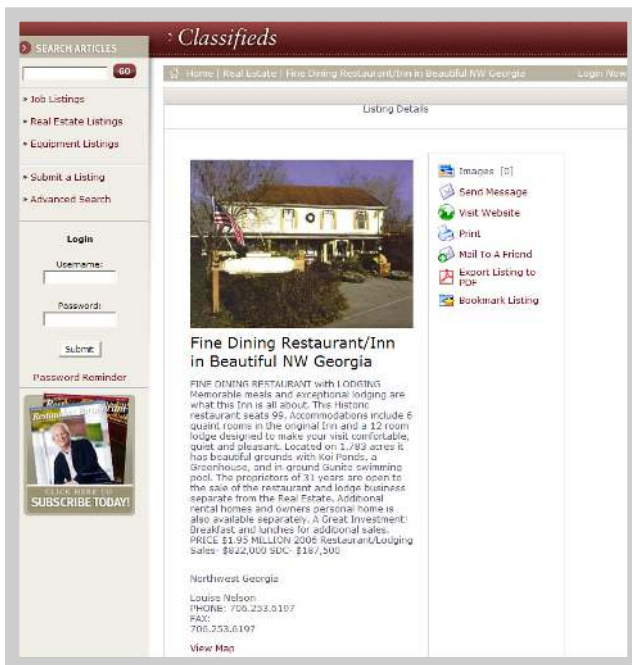 Classifieds
SEARCH ARTICLES
GO
Home | Real Estate | Fine Dining Restaurant/Inn in Beautiful NW Georgia
Login Now
» Job Listings
» Real Estate Listings
» Equipment Listings
» Submit a Listing
» Advanced Search
Login
Username:
Password:
Submit
Password Reminder
CLICK HERE TO
SUBSCRIBE TODAY!
Listing Details
Images [0]
Send Message
Visit Website
Print
Mail To A Friend
Export Listing to
PDF
Bookmark Listing
Fine Dining Restaurant/Inn
in Beautiful NW Georgia
FINE DINING RESTAURANT with LODGING
Memorable meals and exceptional lodging are
what this Inn is all about. This Historic
restaurant seats 99. Accommodations include 6
quaint rooms in the original Inn and a 12 room
lodge designed to make your visit comfortable,
quiet and pleasant. Located on 1.783 acres it
has beautiful grounds with Koi Ponds, a
Greenhouse, and in-ground Gunite swimming
pool. The proprietors of 31 years are open to
the sale of the restaurant and lodge business
separate from the Real Estate. Additional
rental homes and owners personal home is
also available separately. A Great Investment!
Breakfast and lunches for additional sales.
PRICE $1.95 MILLION 2006 Restaurant/Lodging
Sales- $822,000 SDC- $187,500
Northwest Georgia
Louise Nelson
PHONE: 706.253.6197
FAX:
706.253.6197
View Map